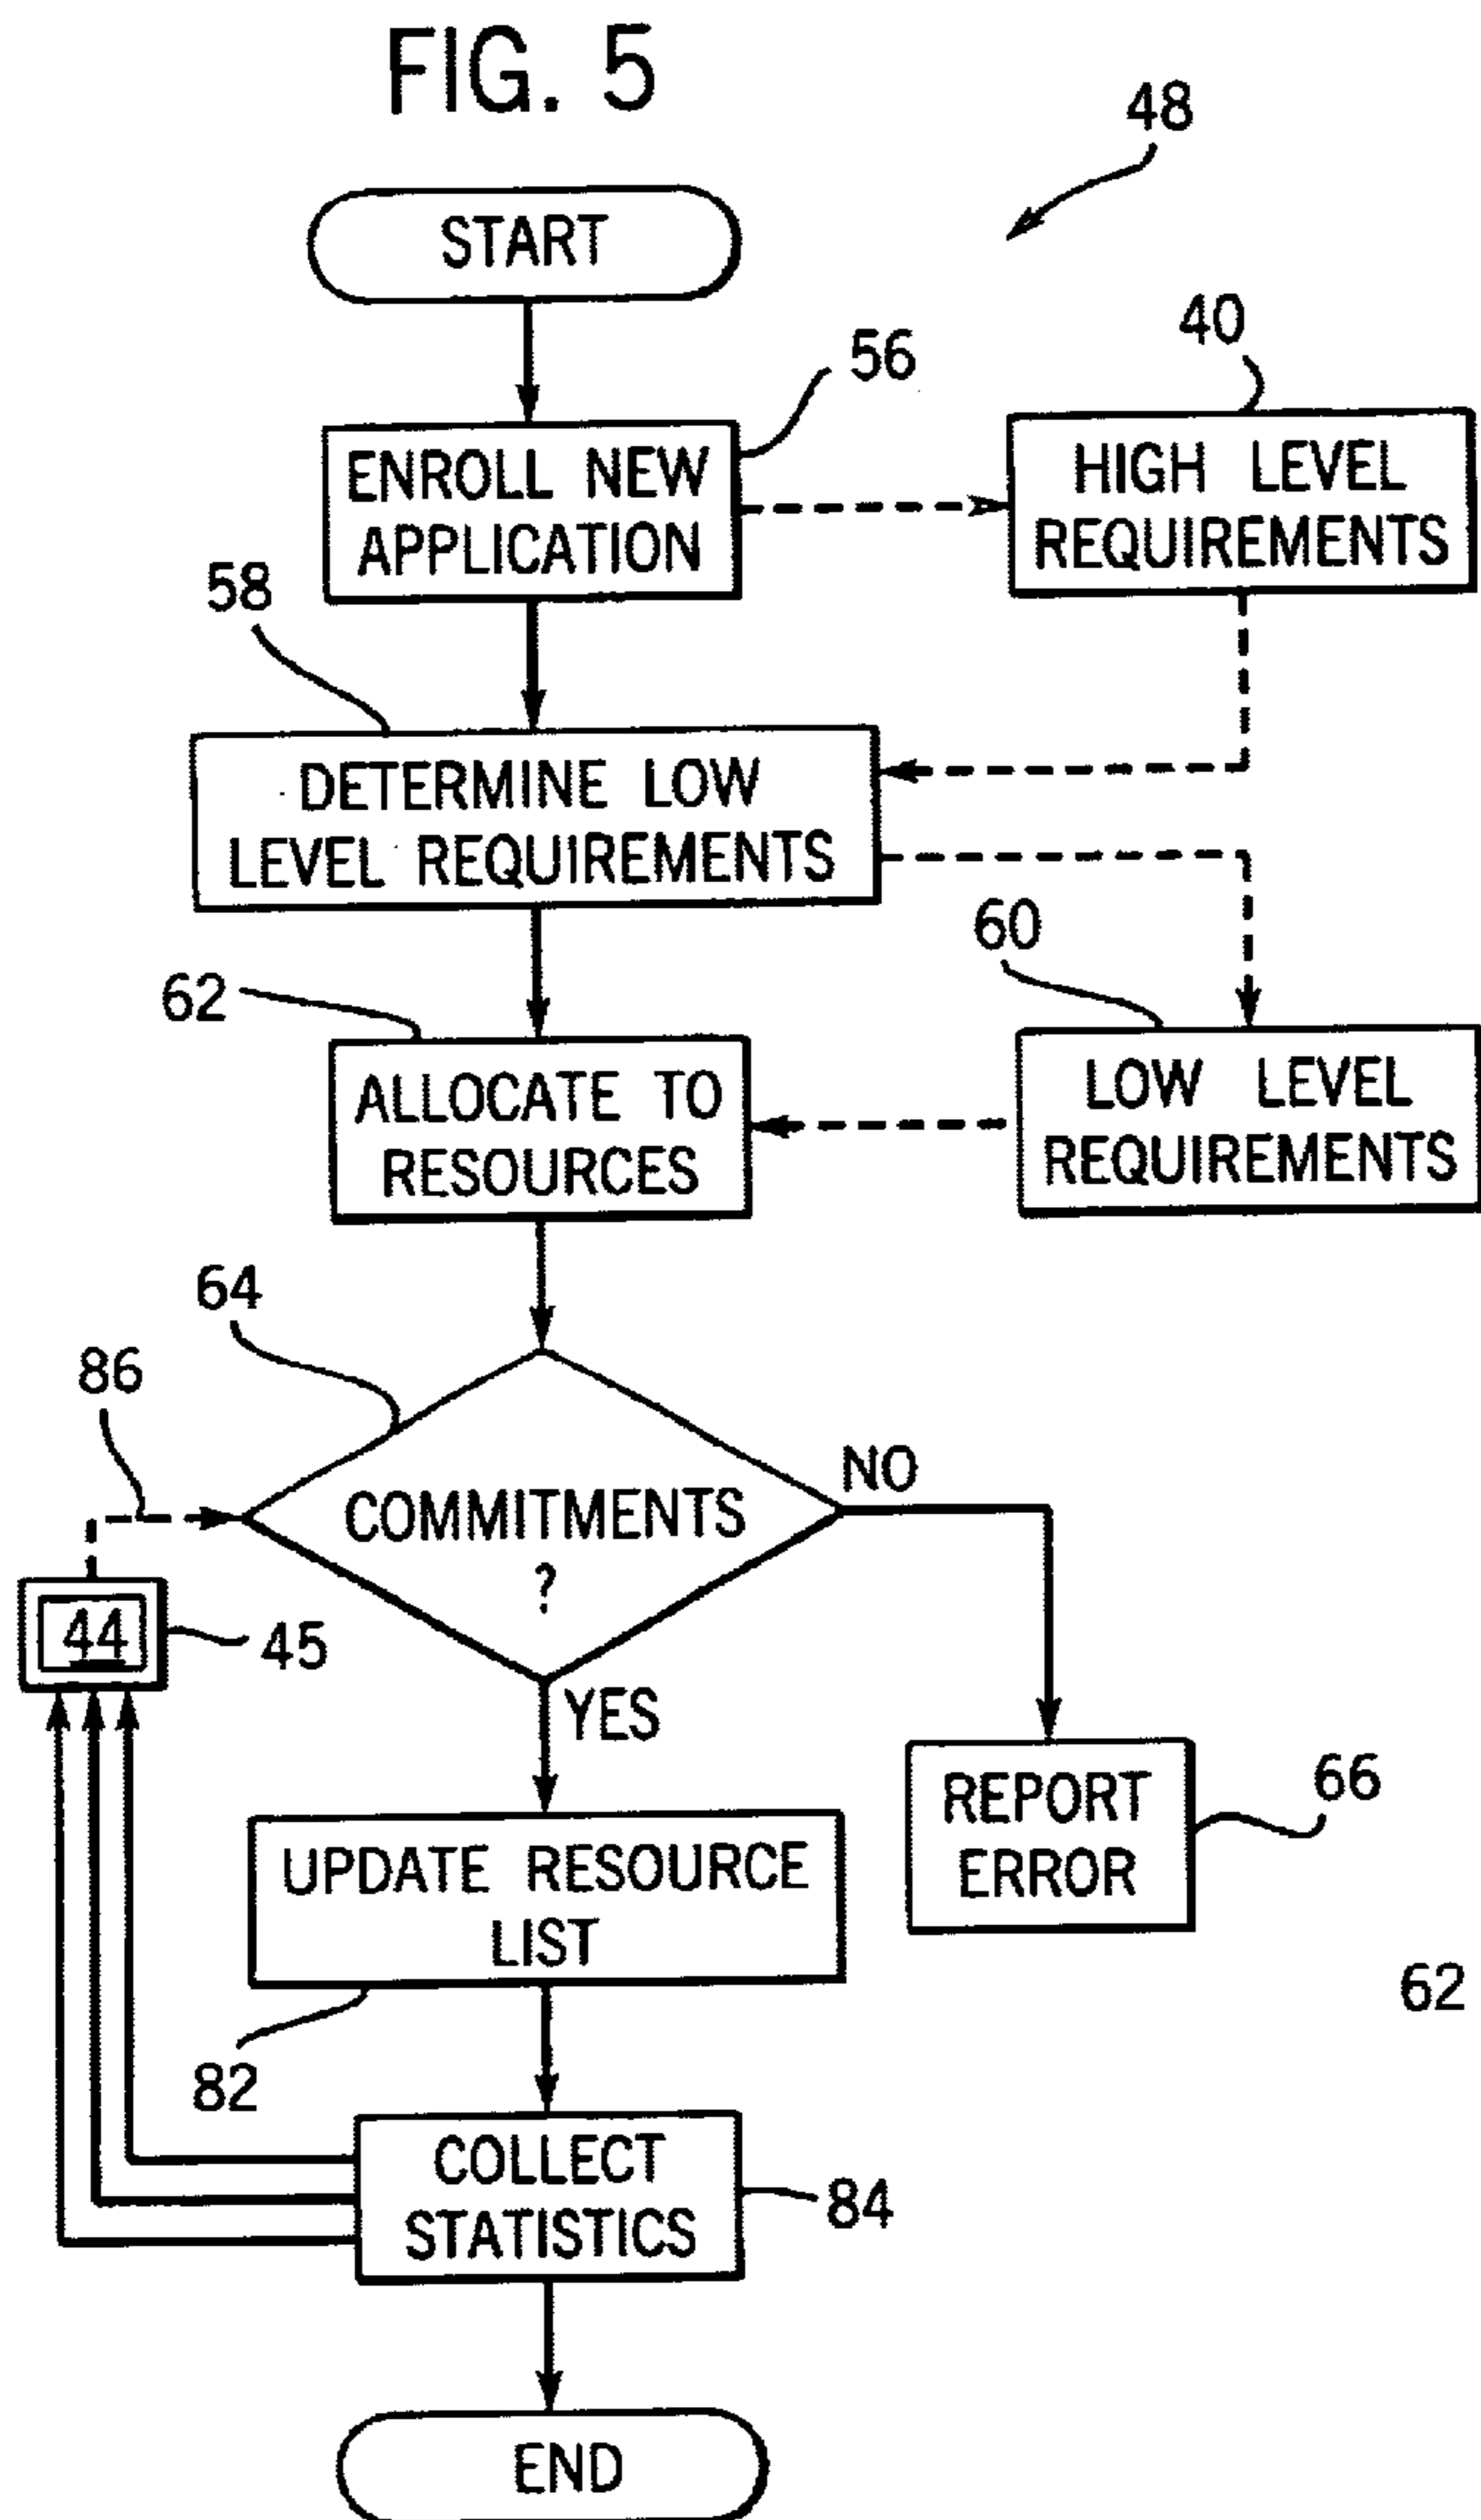 FIG. 5
48
START
56
40
ENROLL NEW
APPLICATION
HIGH LEVEL
REQUIREMENTS
58
DETERMINE LOW
LEVEL REQUIREMENTS
60
62
ALLOCATE TO
RESOURCES
LOW LEVEL
REQUIREMENTS
64
86
NO
COMMITMENTS
?
44
45
YES
REPORT
ERROR
66
UPDATE RESOURCE
LIST
62
82
COLLECT
STATISTICS
84
END